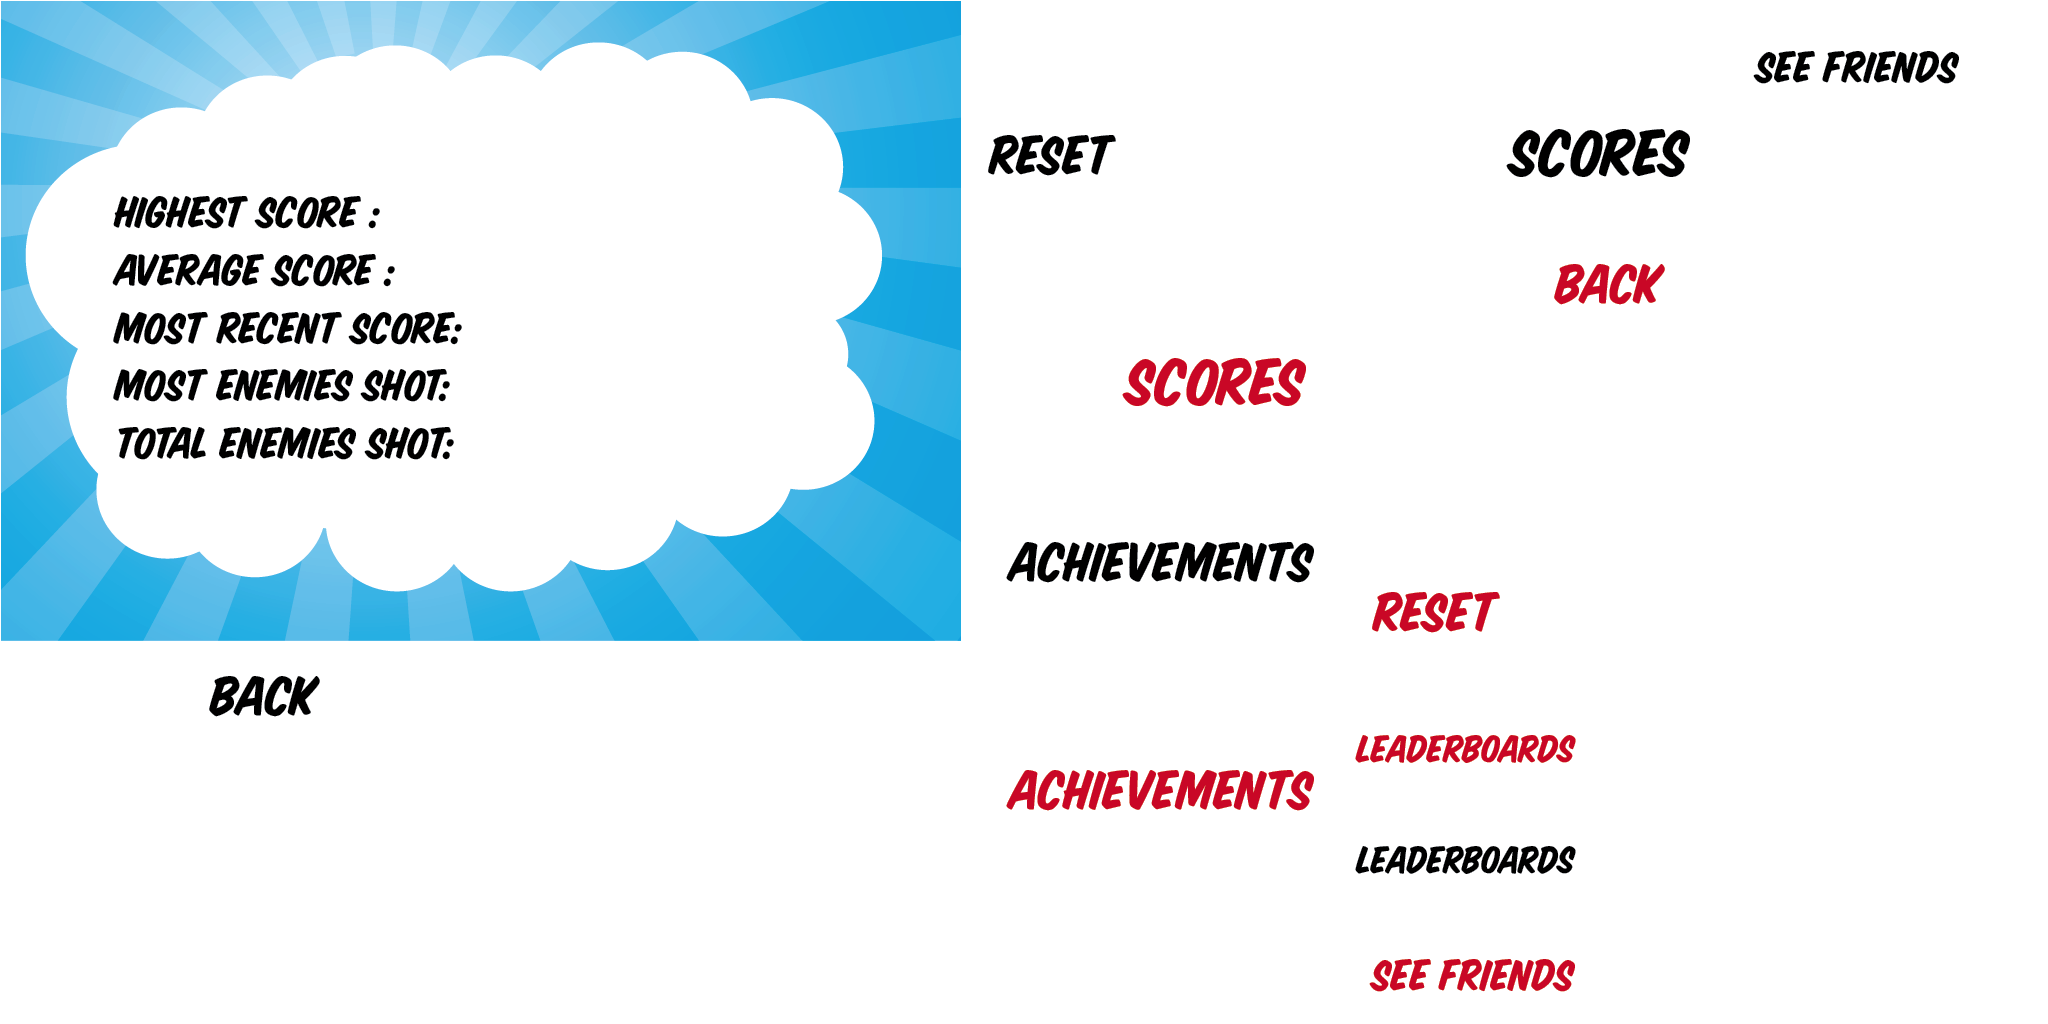 SEE FRIENDS
RESET
SCORES
HIGHEST SCORE :
AVERAGE SCORE :
MOST RECENT SCORE:
MOST ENEMIES SHOT:
TOTAL ENEMIES SHOT:
BACK
SCORES
ACHIEVEMENTS
RESET
BACK
LEADERBOARDS
ACHIEVEMENTS
LEADERBOARDS
SEE FRIENDS